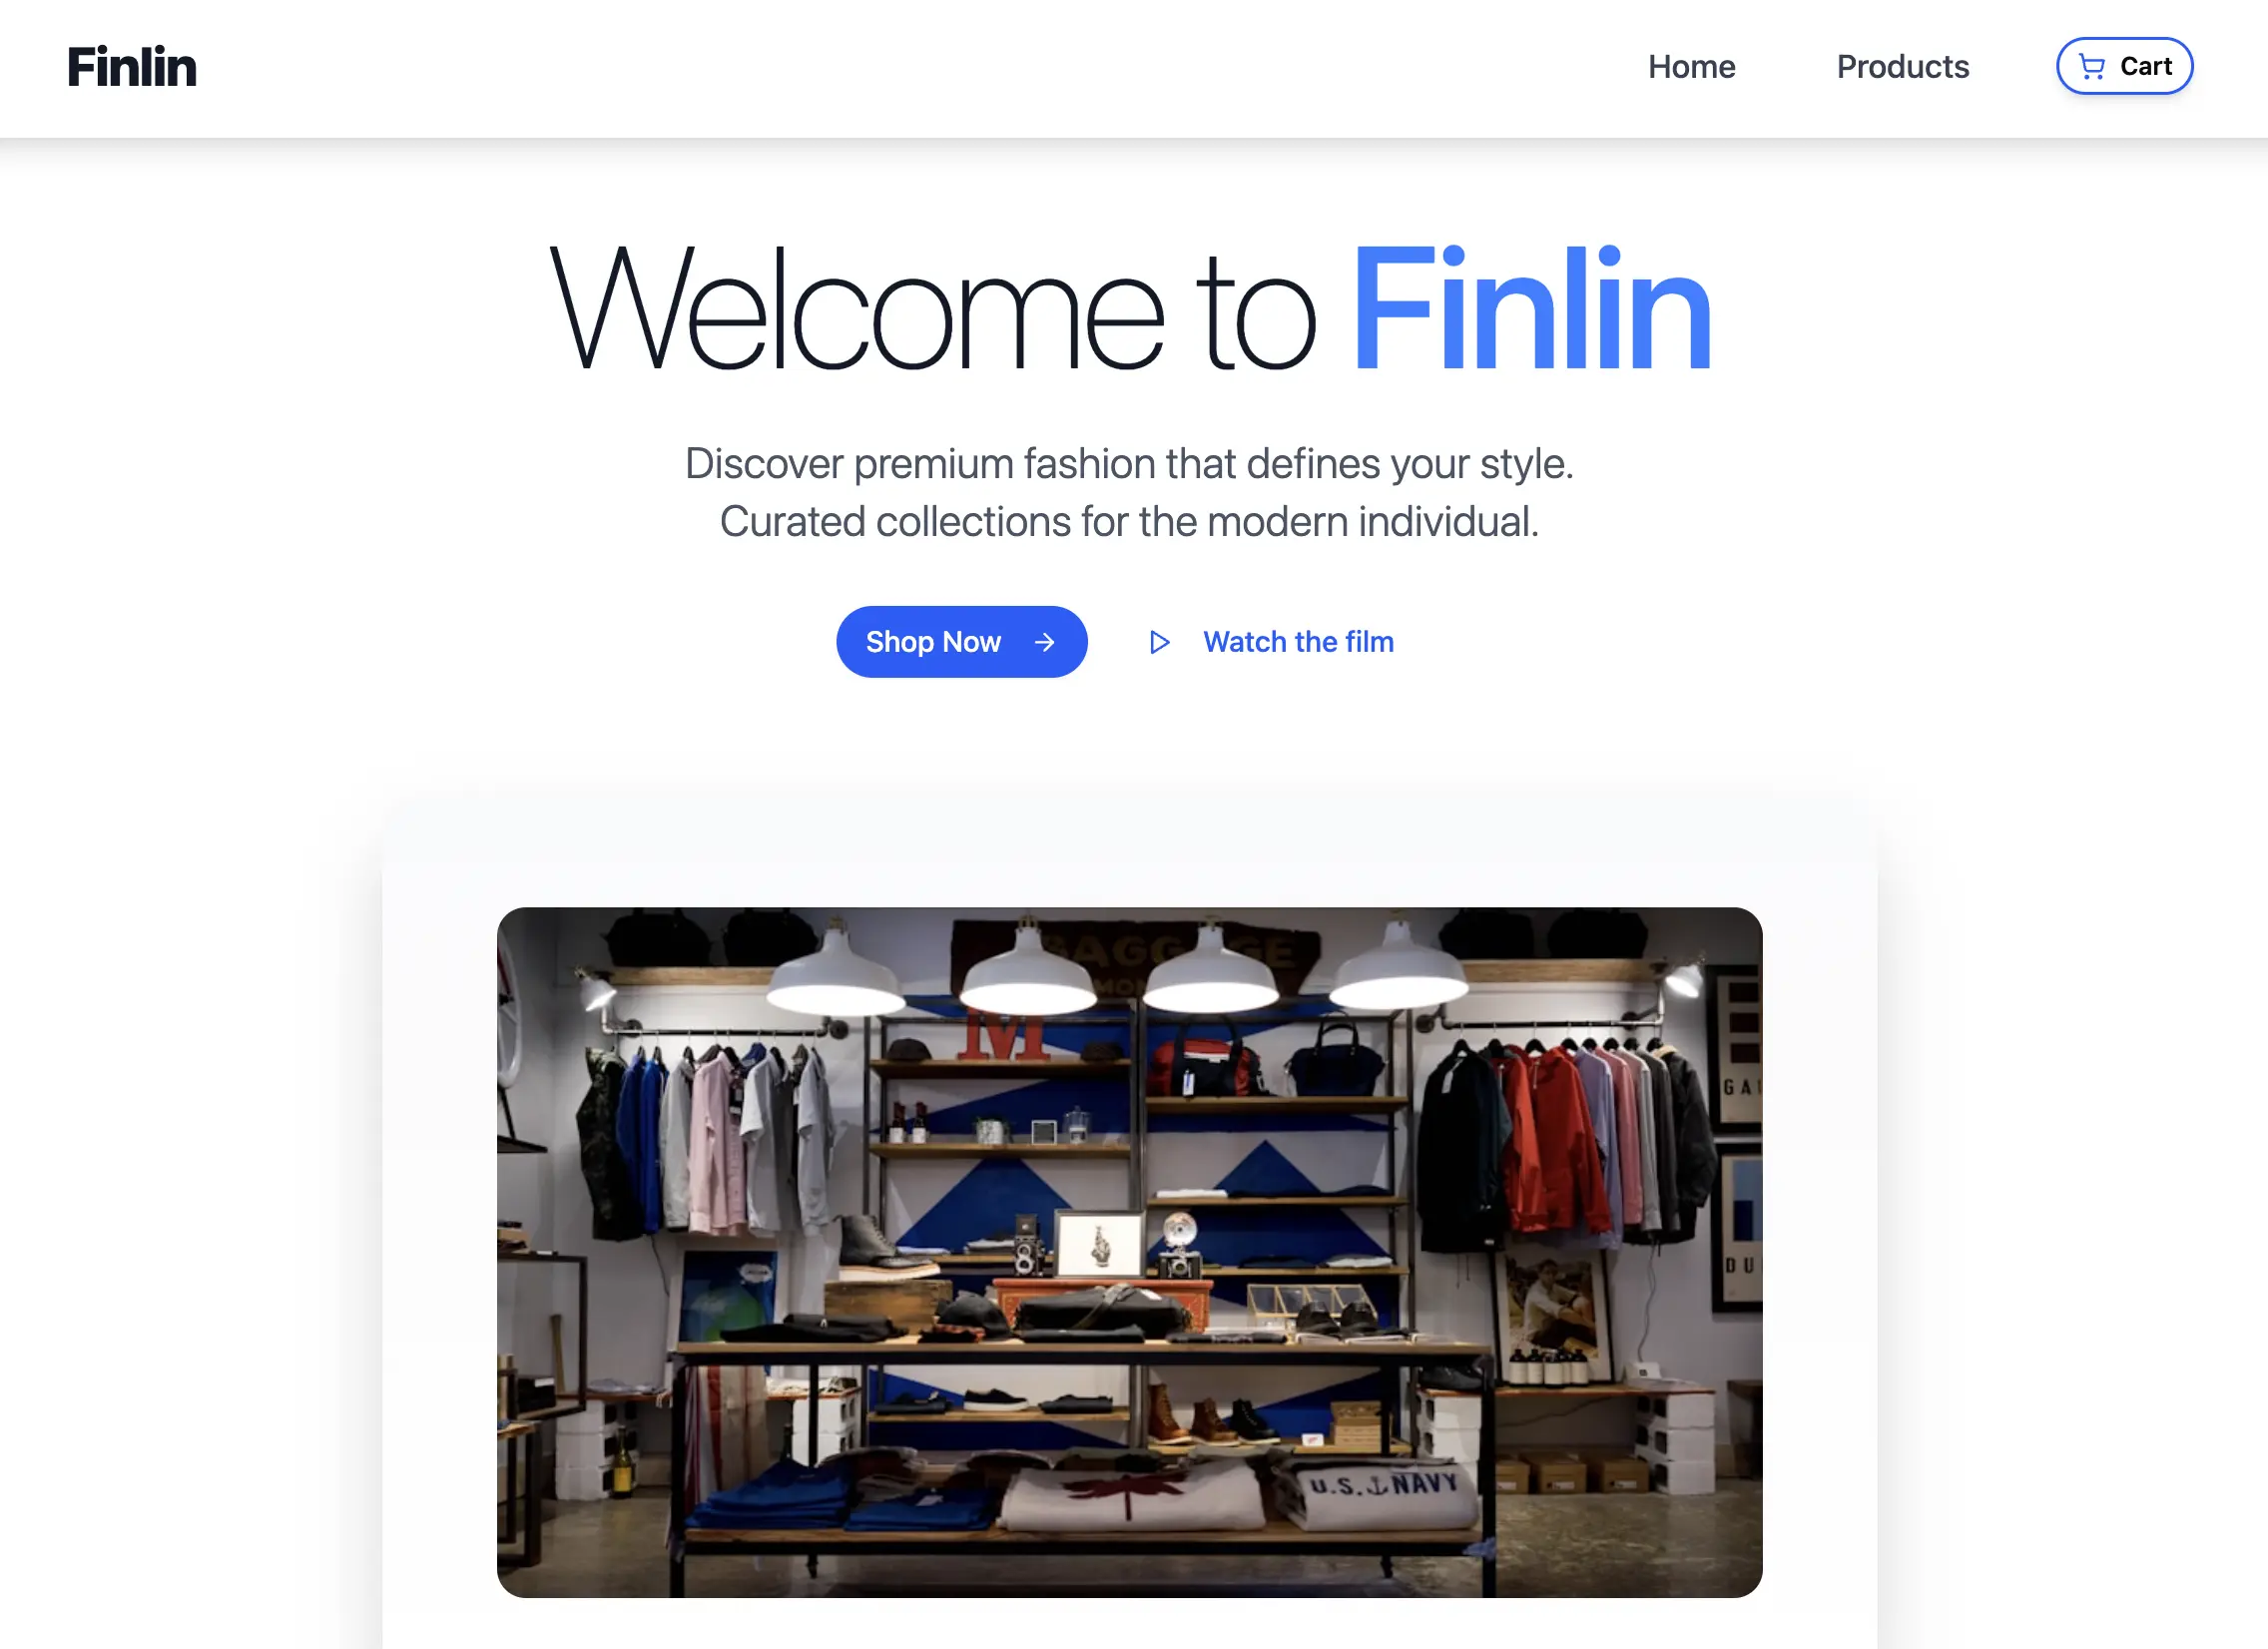 Finlin
Home
Products
Cart
Welcome to Finlin
Discover premium fashion that defines your style.
Curated collections for the modern individual.
Shop Now
Watch the film
BAGGAGE
M
GA
DU
U.S. NAVY